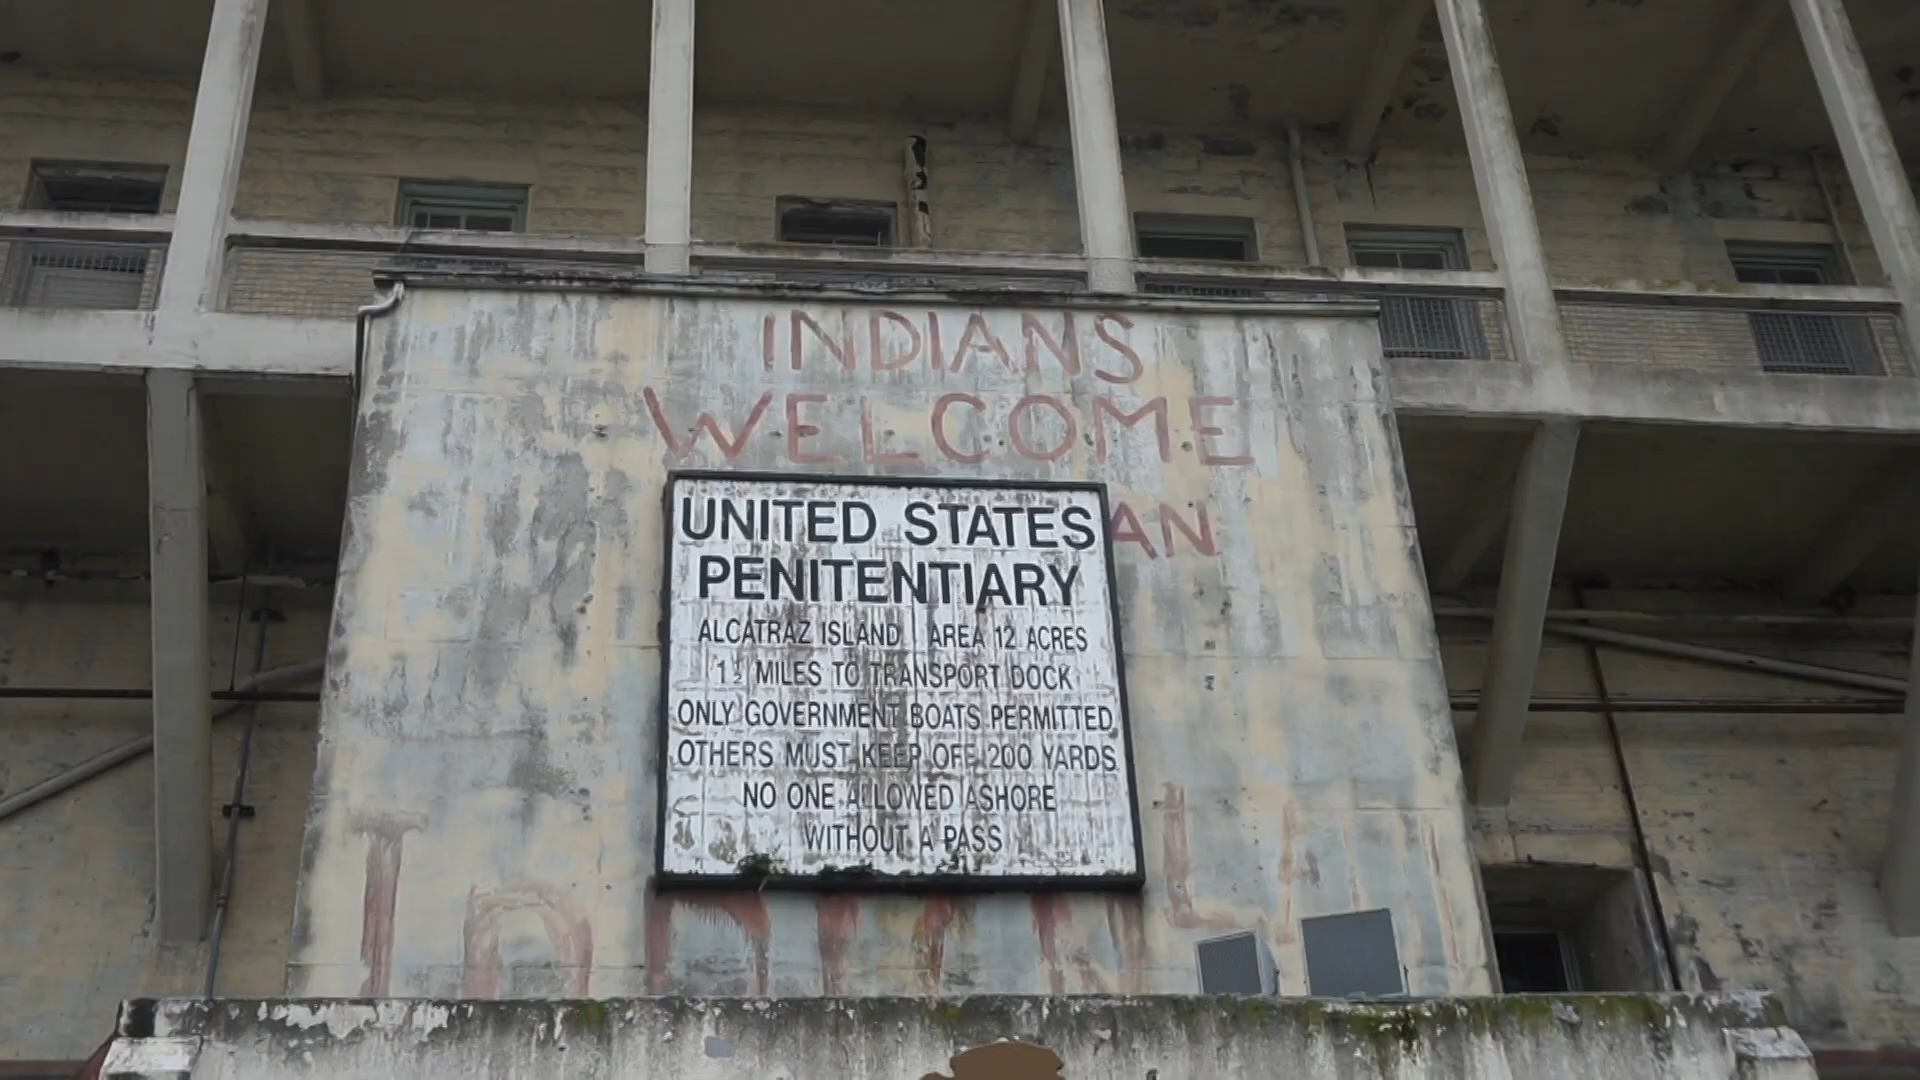 INDIANS
WELCOME
AN
UNITED STATES
PENITENTIARY
ALCATRAZ ISLAND AREA 12 ACRES
1½ MILES TO TRANSPORT DOCK
ONLY GOVERNMENT BOATS PERMITTED
OTHERS MUST KEEP OFF 200 YARDS
NO ONE ALLOWED ASHORE
WITHOUT A PASS